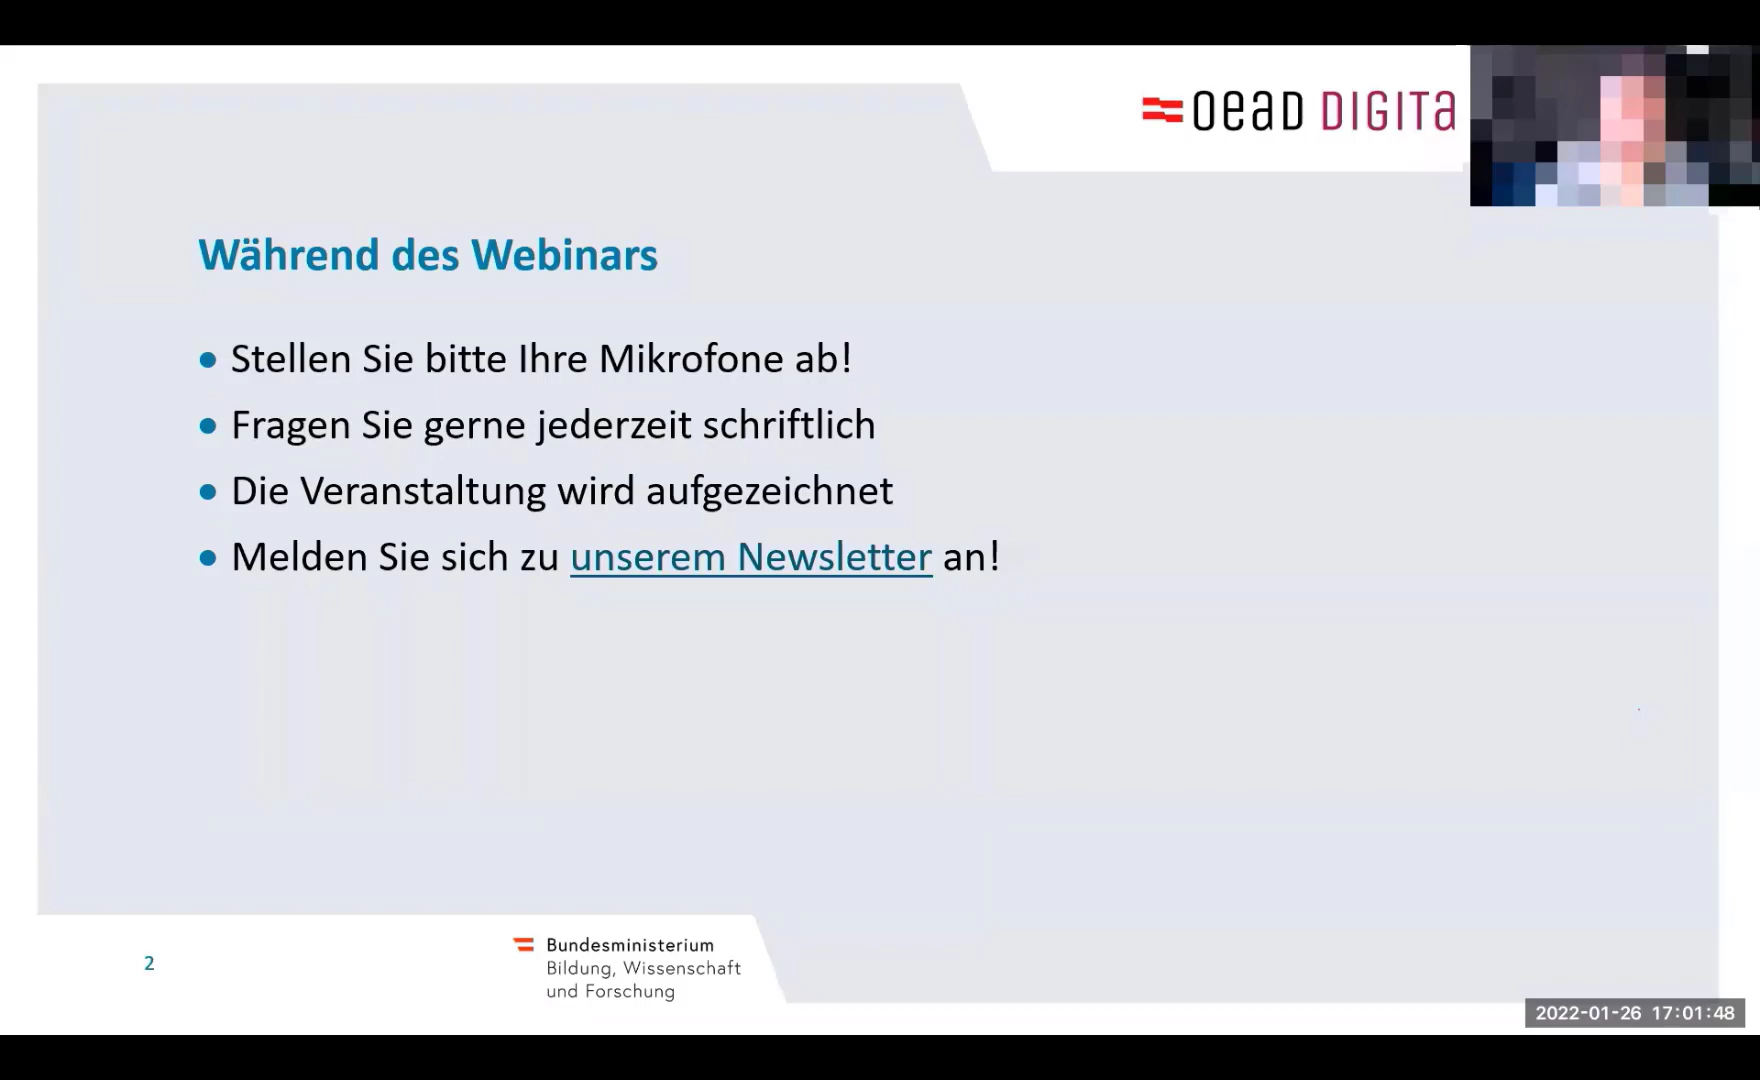 oead DIGITA
Während des Webinars
• Stellen Sie bitte Ihre Mikrofone ab!
• Fragen Sie gerne jederzeit schriftlich
• Die Veranstaltung wird aufgezeichnet
• Melden Sie sich zu unserem Newsletter an!
2
Bundesministerium
Bildung, Wissenschaft
und Forschung
2022-01-26 17:01:48